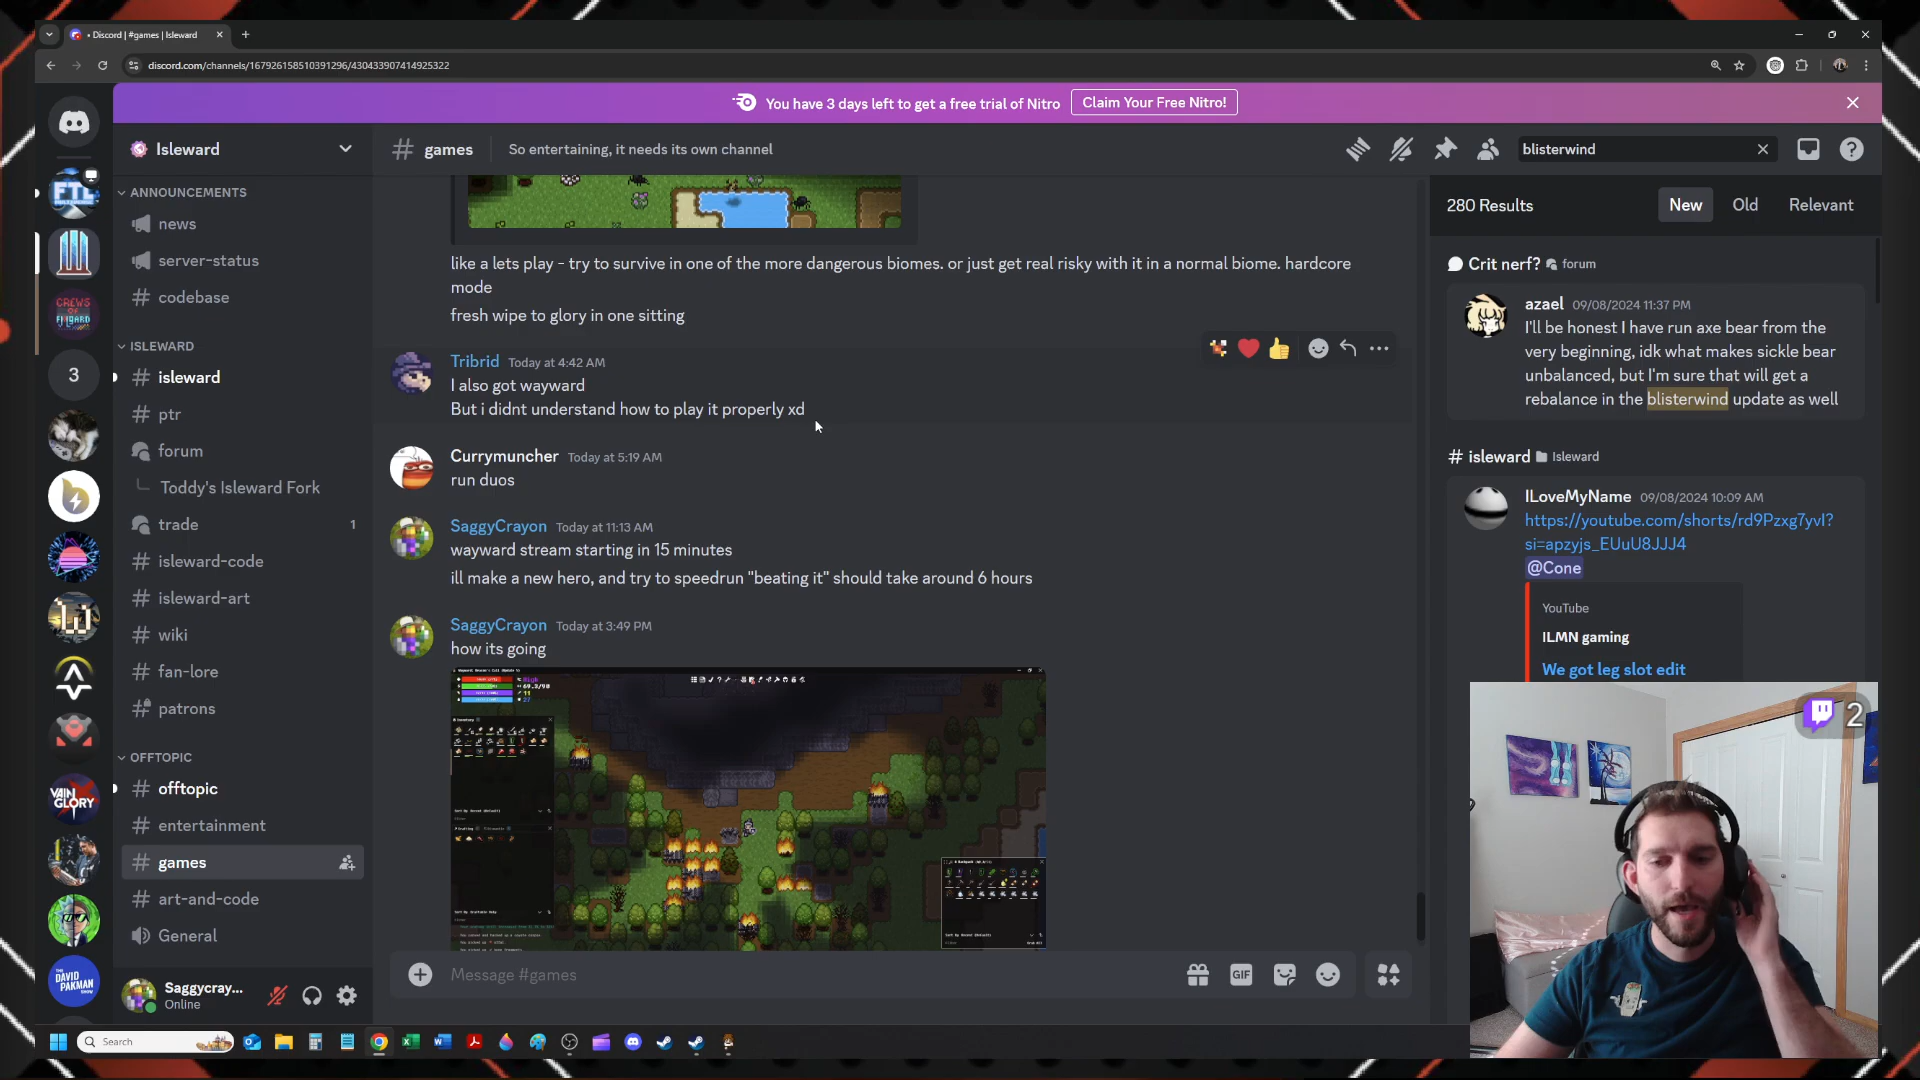 • Discord | #games | Isleward
discord.com/channels/167926158510391296/430433907414925322
You have 3 days left to get a free trial of Nitro
Claim Your Free Nitro!
Isleward
# games
So entertaining, it needs its own channel
blisterwind
ANNOUNCEMENTS
news
server-status
codebase
ISLEWARD
isleward
ptr
forum
Toddy's Isleward Fork
trade
1
isleward-code
isleward-art
wiki
fan-lore
patrons
OFFTOPIC
offtopic
entertainment
games
art-and-code
General
Saggycray...
Online
FTL
3
VAIN
GLORY
THE
DAVID
PAKMAN
SHOW
like a lets play - try to survive in one of the more dangerous biomes. or just get real risky with it in a normal biome. hardcore
mode
fresh wipe to glory in one sitting
Tribrid Today at 4:42 AM
I also got wayward
But i didnt understand how to play it properly xd
Currymuncher Today at 5:19 AM
run duos
SaggyCrayon Today at 11:13 AM
wayward stream starting in 15 minutes
ill make a new hero, and try to speedrun "beating it" should take around 6 hours
SaggyCrayon Today at 3:49 PM
how its going
Message #games
GIF
280 Results
New
Old
Relevant
Crit nerf? forum
azael 09/08/2024 11:37 PM
I'll be honest I have run axe bear from the
very beginning, idk what makes sickle bear
unbalanced, but I'm sure that will get a
rebalance in the blisterwind update as well
# isleward Isleward
ILoveMyName 09/08/2024 10:09 AM
https://youtube.com/shorts/rd9Pzxg7yvI?
si=apzyjs_EUuU8JJJ4
@Cone
YouTube
ILMN gaming
We got leg slot edit
2
Search